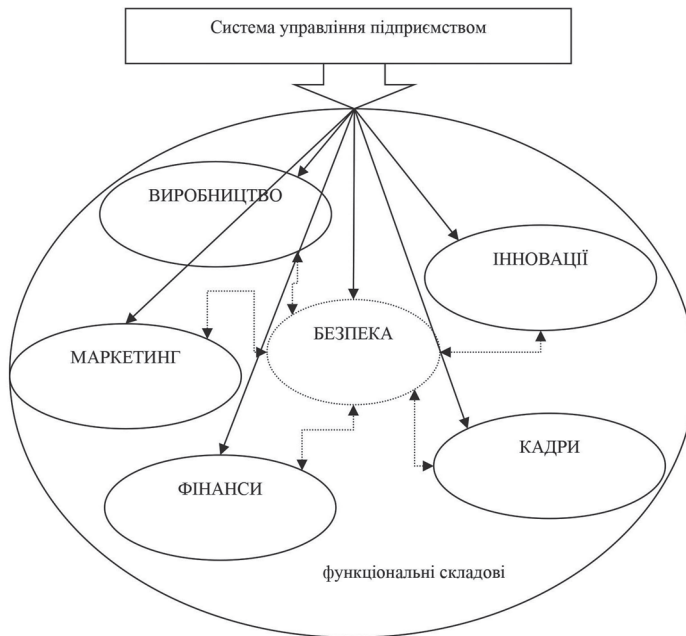 Система управління підприємством
ВИРОБНИЦТВО
ІННОВАЦІЇ
БЕЗПЕКА
МАРКЕТИНГ
КАДРИ
ФІНАНСИ
функціональні складові